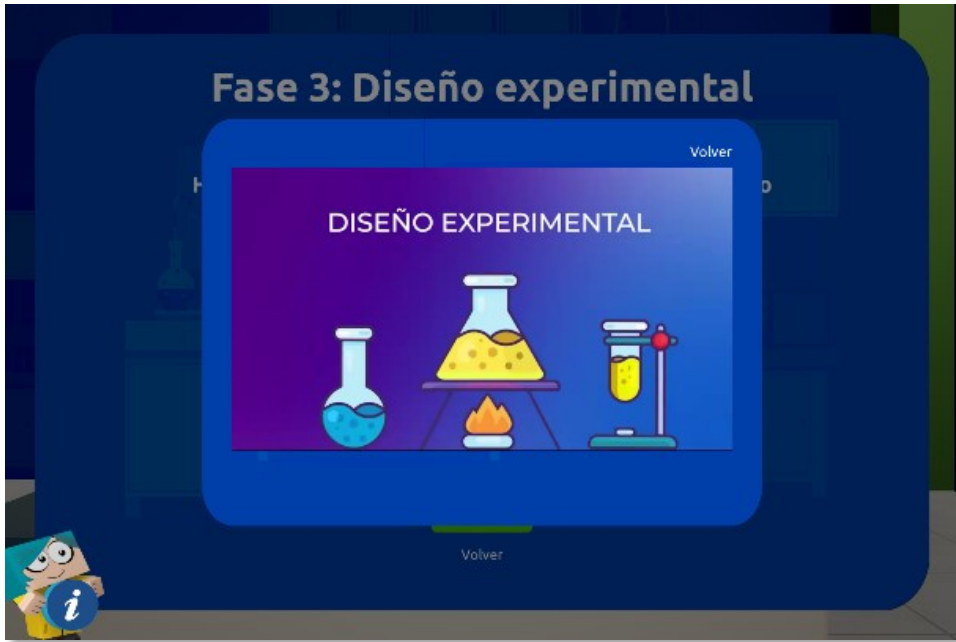 Fase 3: Diseño experimental
Volver
DISEÑO EXPERIMENTAL
Volver
i